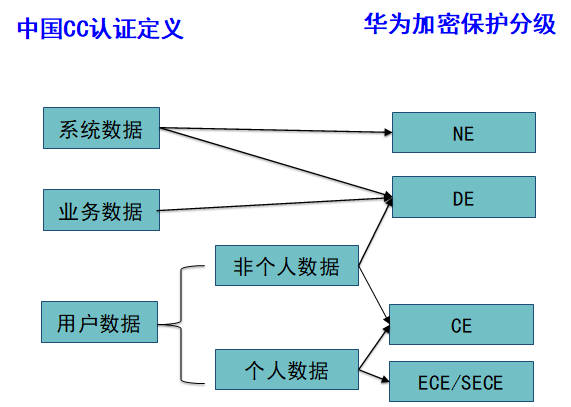 中国CC认证定义
华为加密保护分级
系统数据
NE
业务数据
DE
非个人数据
用户数据
CE
个人数据
ECE/SECE